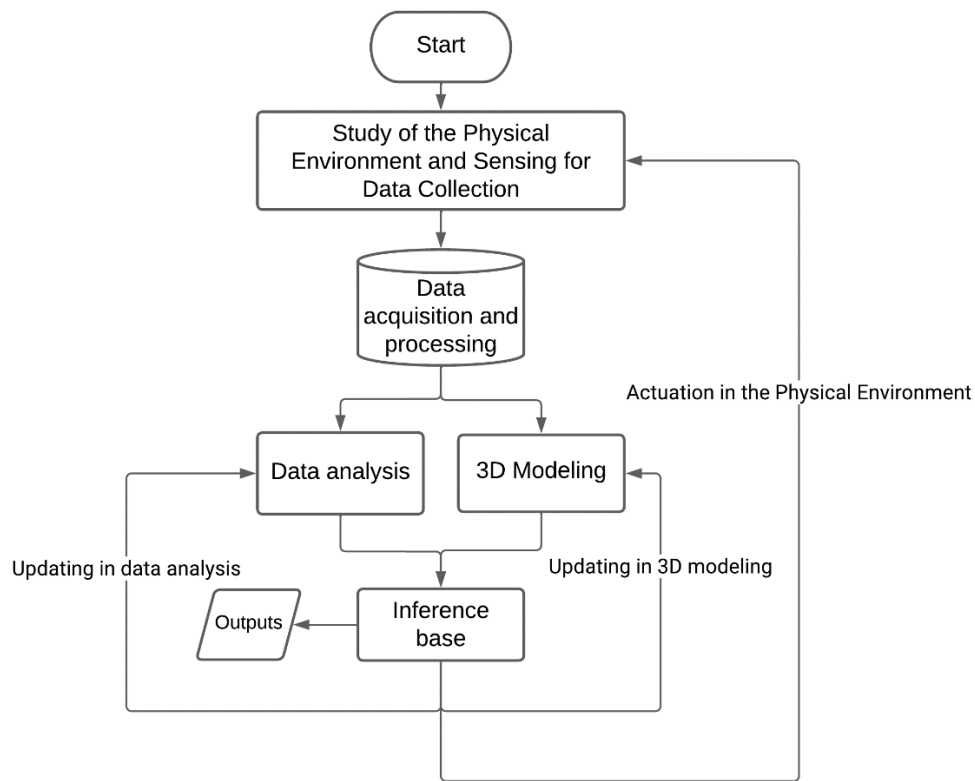 Start
Study of the Physical
Environment and Sensing for
Data Collection
Data
acquisition and
processing
Actuation in the Physical Environment
Data analysis
3D Modeling
Updating in data analysis
Updating in 3D modeling
Outputs
Inference
base